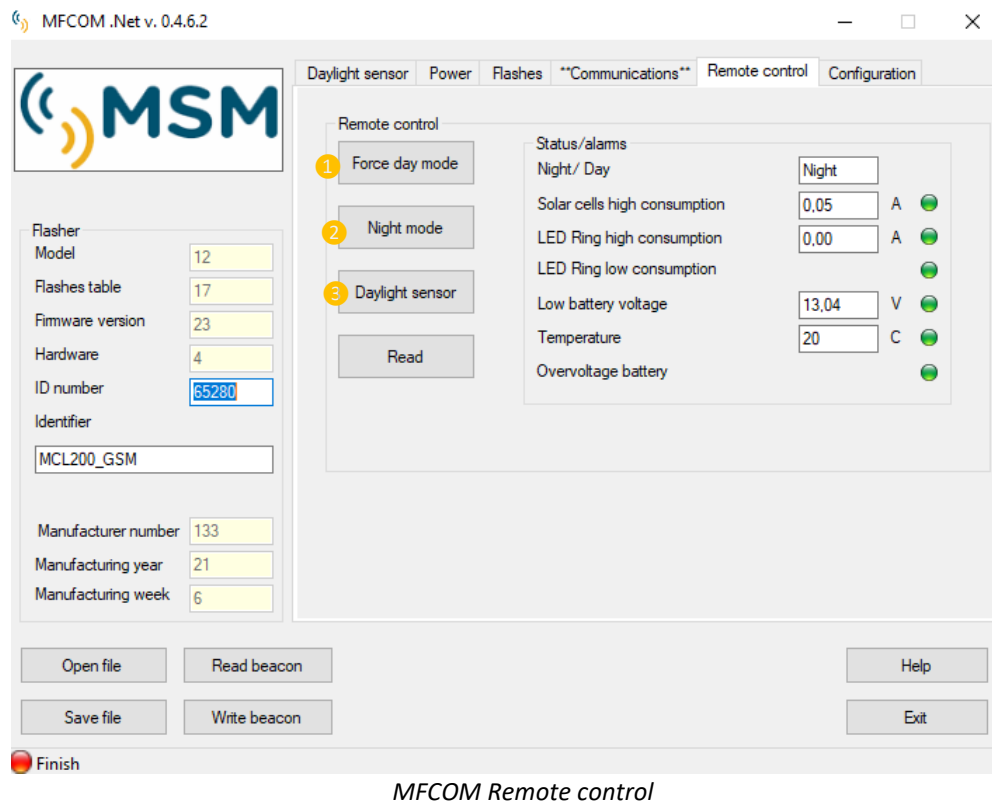 MFCOM .Net v. 0.4.6.2
MSM
Daylight sensor Power Flashes **Communications** Remote control Configuration
Flasher
Model 12
Flashes table 17
Firmware version 23
Hardware 4
ID number 65280
Identifier
MCL200_GSM
Manufacturer number 133
Manufacturing year 21
Manufacturing week 6
Remote control
1 Force day mode
2 Night mode
3 Daylight sensor
Read
Status/alarms
Night/ Day Night
Solar cells high consumption 0,05 A
LED Ring high consumption 0,00 A
LED Ring low consumption
Low battery voltage 13,04 V
Temperature 20 C
Overvoltage battery
Open file Read beacon Help
Save file Write beacon Exit
Finish
MFCOM Remote control